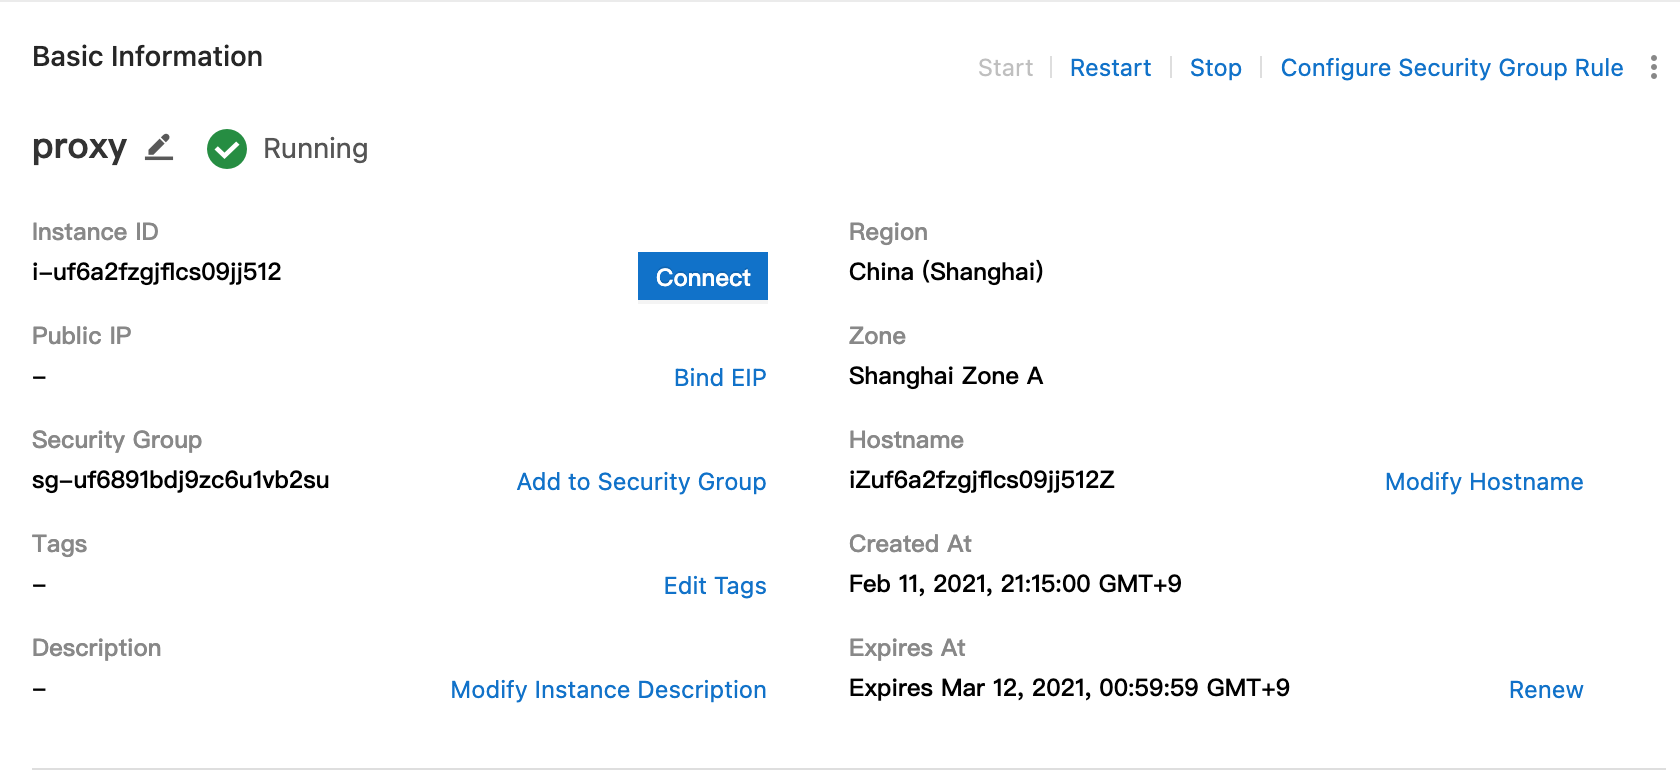 Basic Information
Start Restart Stop Configure Security Group Rule
proxy Running
Instance ID
i-uf6a2fzgjflcs09jj512
Connect
Region
China (Shanghai)
Public IP
-
Bind EIP
Zone
Shanghai Zone A
Security Group
sg-uf6891bdj9zc6u1vb2su
Add to Security Group
Hostname
iZuf6a2fzgjflcs09jj512Z
Modify Hostname
Tags
-
Edit Tags
Created At
Feb 11, 2021, 21:15:00 GMT+9
Description
-
Modify Instance Description
Expires At
Expires Mar 12, 2021, 00:59:59 GMT+9
Renew